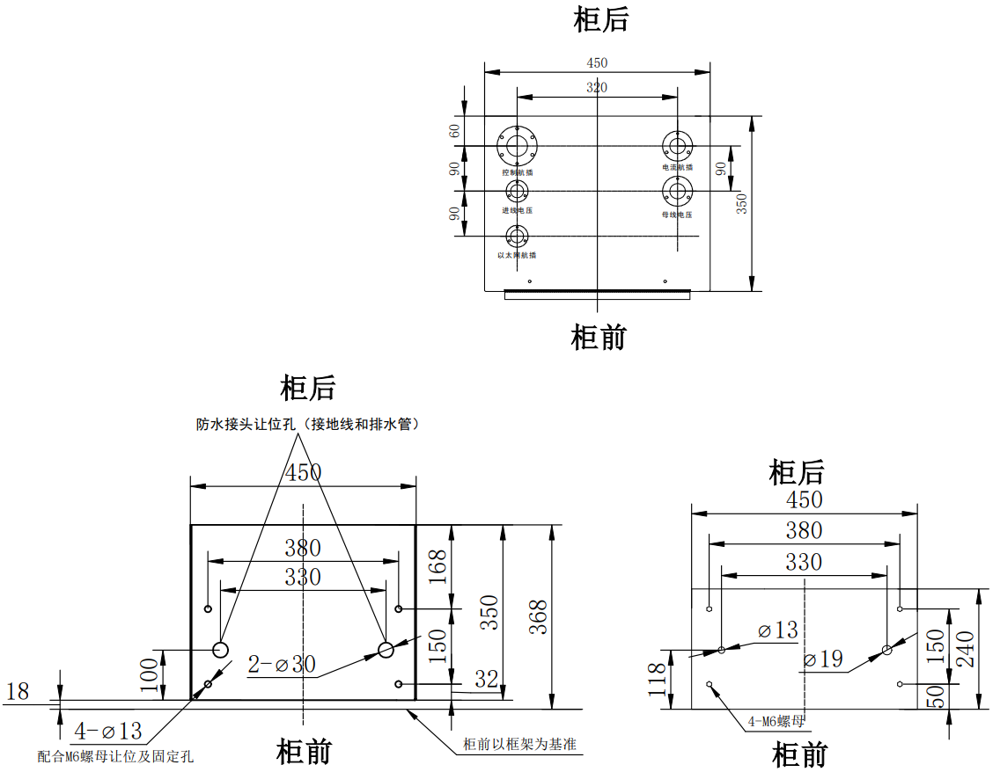 柜后
450
320
60
90
90
90
350
控制航插
电流航插
进线电压
母线电压
以太网航插
柜前
柜后
防水接头让位孔（接地线和排水管）
450
380
330
168
150
350
368
100
2-⌀30
32
18
4-⌀13
配合M6螺母让位及固定孔
柜前以框架为基准
柜前
柜后
450
380
330
⌀13
⌀19
150
240
118
50
4-M6螺母
柜前